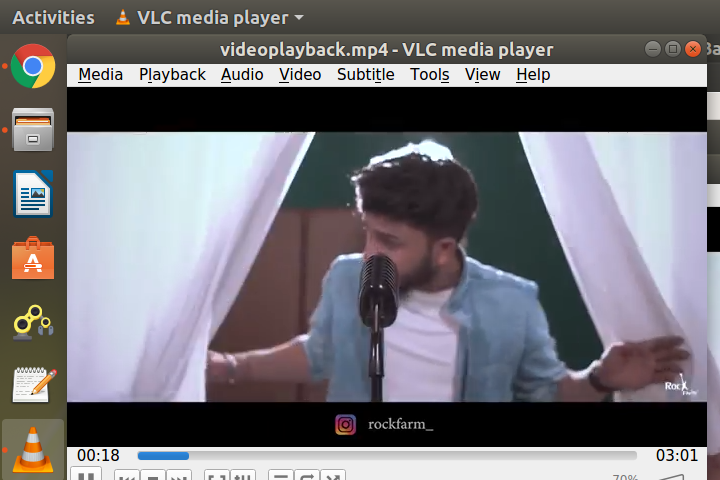 Activities VLC media player
videoplayback.mp4 - VLC media player
Media Playback Audio Video Subtitle Tools View Help
Rock
rockfarm_
00:18 03:01
70%